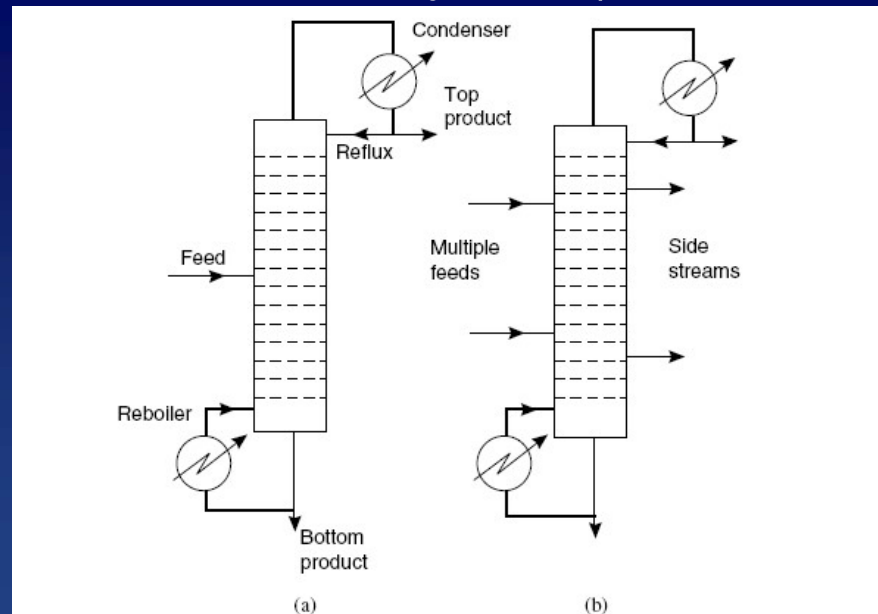 Condenser
Top
product
Reflux
Feed
Multiple
feeds
Side
streams
Reboiler
Bottom
product
(a)
(b)